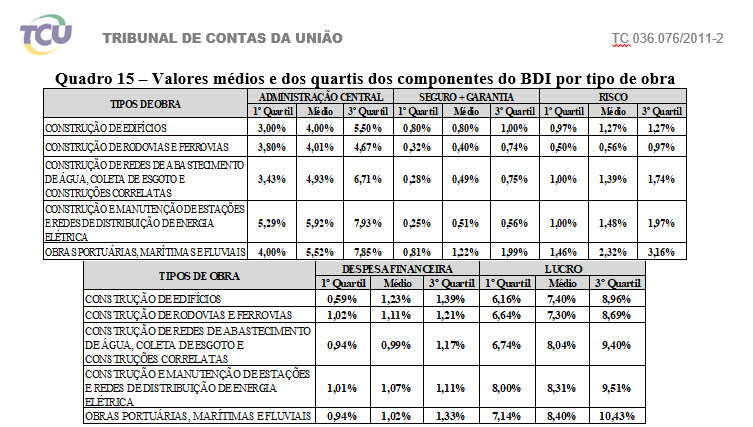 TCU
TRIBUNAL DE CONTAS DA UNIÃO TC 036.076/2011-2
Quadro 15 – Valores médios e dos quartis dos componentes do BDI por tipo de obra
TIPOS DE OBRA ADMINISTRAÇÃO CENTRAL SEGURO + GARANTIA RISCO
1º Quartil Médio 3º Quartil 1º Quartil Médio 3º Quartil 1º Quartil Médio 3º Quartil
CONSTRUÇÃO DE EDIFÍCIOS 3,00% 4,00% 5,50% 0,80% 0,80% 1,00% 0,97% 1,27% 1,27%
CONSTRUÇÃO DE RODOVIAS E FERROVIAS 3,80% 4,01% 4,67% 0,32% 0,40% 0,74% 0,50% 0,56% 0,97%
CONSTRUÇÃO DE REDES DE ABASTECIMENTO
DE ÁGUA, COLETA DE ESGOTO E
CONSTRUÇÕES CORRELATAS 3,43% 4,93% 6,71% 0,28% 0,49% 0,75% 1,00% 1,39% 1,74%
CONSTRUÇÃO E MANUTENÇÃO DE ESTAÇÕES
E REDES DE DISTRIBUIÇÃO DE ENERGIA
ELÉTRICA 5,29% 5,92% 7,93% 0,25% 0,51% 0,56% 1,00% 1,48% 1,97%
OBRAS PORTUÁRIAS, MARÍTIMAS E FLUVIAIS 4,00% 5,52% 7,85% 0,81% 1,22% 1,99% 1,46% 2,32% 3,16%
TIPOS DE OBRA DESPESA FINANCEIRA LUCRO
1º Quartil Médio 3º Quartil 1º Quartil Médio 3º Quartil
CONSTRUÇÃO DE EDIFÍCIOS 0,59% 1,23% 1,39% 6,16% 7,40% 8,96%
CONSTRUÇÃO DE RODOVIAS E FERROVIAS 1,02% 1,11% 1,21% 6,64% 7,30% 8,69%
CONSTRUÇÃO DE REDES DE ABASTECIMENTO
DE ÁGUA, COLETA DE ESGOTO E
CONSTRUÇÕES CORRELATAS 0,94% 0,99% 1,17% 6,74% 8,04% 9,40%
CONSTRUÇÃO E MANUTENÇÃO DE ESTAÇÕES
E REDES DE DISTRIBUIÇÃO DE ENERGIA
ELÉTRICA 1,01% 1,07% 1,11% 8,00% 8,31% 9,51%
OBRAS PORTUÁRIAS, MARÍTIMAS E FLUVIAIS 0,94% 1,02% 1,33% 7,14% 8,40% 10,43%